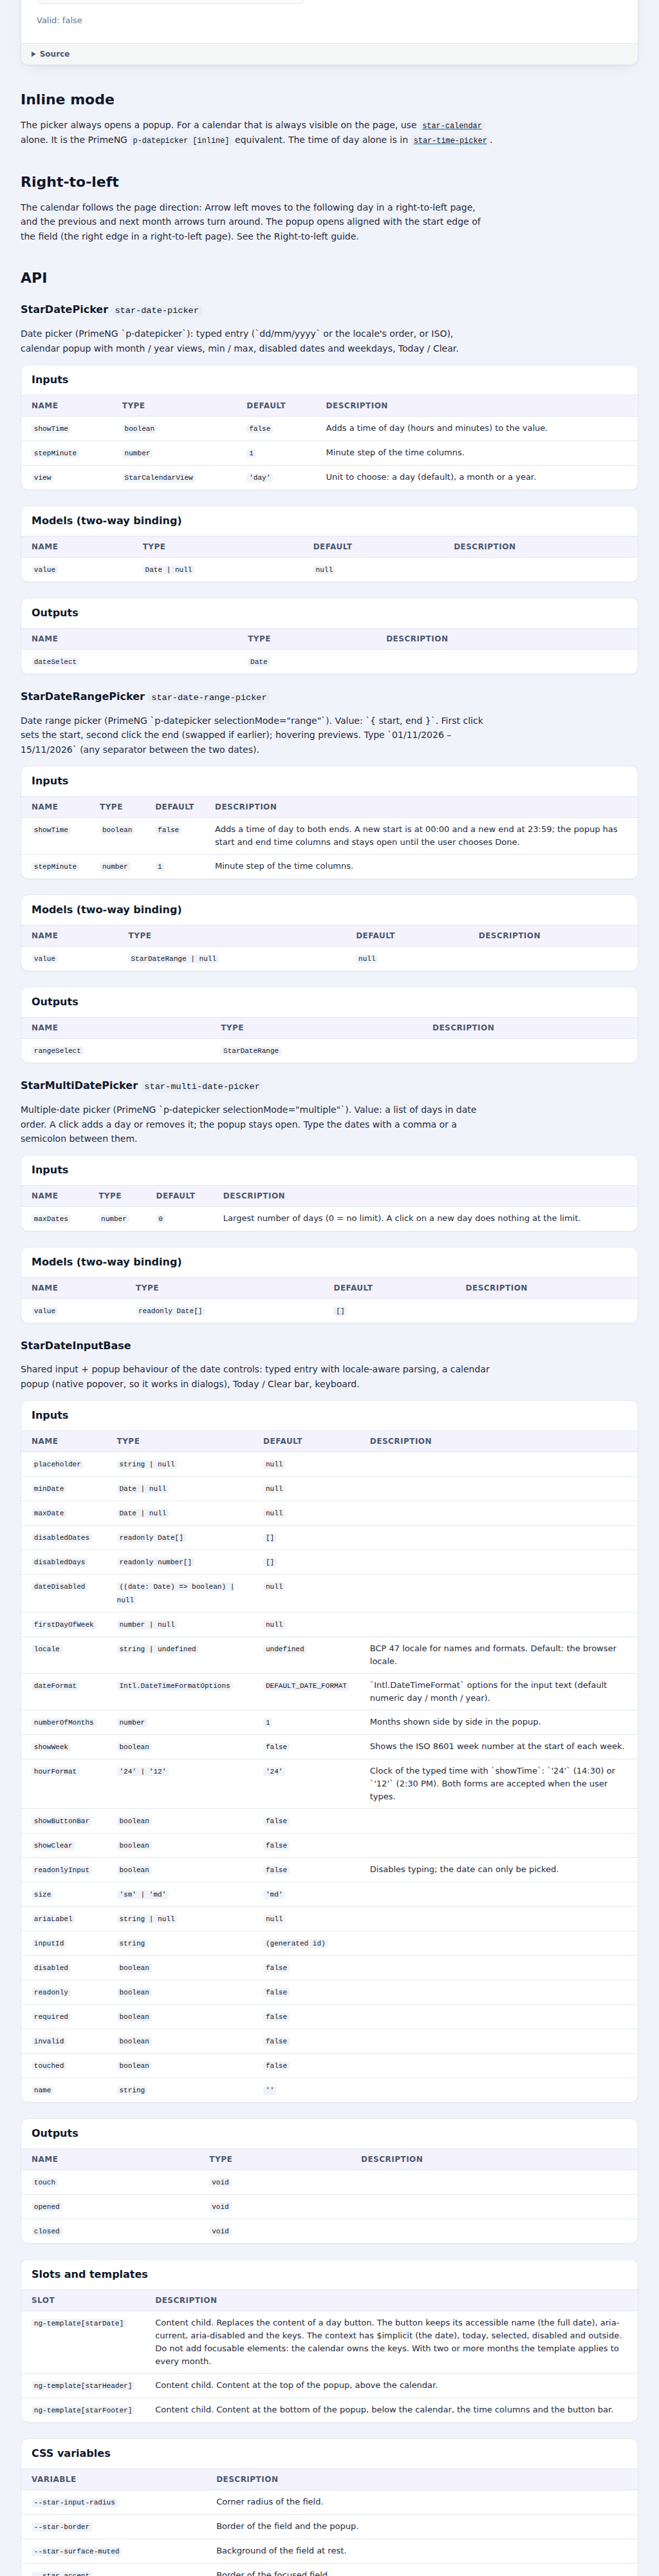 Valid: false
▶ Source
Inline mode
The picker always opens a popup. For a calendar that is always visible on the page, use star-calendar
alone. It is the PrimeNG p-datepicker [inline] equivalent. The time of day alone is in star-time-picker .
Right-to-left
The calendar follows the page direction: Arrow left moves to the following day in a right-to-left page,
and the previous and next month arrows turn around. The popup opens aligned with the start edge of
the field (the right edge in a right-to-left page). See the Right-to-left guide.
API
StarDatePicker star-date-picker
Date picker (PrimeNG `p-datepicker`): typed entry (`dd/mm/yyyy` or the locale's order, or ISO),
calendar popup with month / year views, min / max, disabled dates and weekdays, Today / Clear.
Inputs
NAME TYPE DEFAULT DESCRIPTION
showTime boolean false Adds a time of day (hours and minutes) to the value.
stepMinute number 1 Minute step of the time columns.
view StarCalendarView 'day' Unit to choose: a day (default), a month or a year.
Models (two-way binding)
NAME TYPE DEFAULT DESCRIPTION
value Date | null null
Outputs
NAME TYPE DESCRIPTION
dateSelect Date
StarDateRangePicker star-date-range-picker
Date range picker (PrimeNG `p-datepicker selectionMode="range"`). Value: `{ start, end }`. First click
sets the start, second click the end (swapped if earlier); hovering previews. Type `01/11/2026 –
15/11/2026` (any separator between the two dates).
Inputs
NAME TYPE DEFAULT DESCRIPTION
showTime boolean false Adds a time of day to both ends. A new start is at 00:00 and a new end at 23:59; the popup has
start and end time columns and stays open until the user chooses Done.
stepMinute number 1 Minute step of the time columns.
Models (two-way binding)
NAME TYPE DEFAULT DESCRIPTION
value StarDateRange | null null
Outputs
NAME TYPE DESCRIPTION
rangeSelect StarDateRange
StarMultiDatePicker star-multi-date-picker
Multiple-date picker (PrimeNG `p-datepicker selectionMode="multiple"`). Value: a list of days in date
order. A click adds a day or removes it; the popup stays open. Type the dates with a comma or a
semicolon between them.
Inputs
NAME TYPE DEFAULT DESCRIPTION
maxDates number 0 Largest number of days (0 = no limit). A click on a new day does nothing at the limit.
Models (two-way binding)
NAME TYPE DEFAULT DESCRIPTION
value readonly Date[] []
StarDateInputBase
Shared input + popup behaviour of the date controls: typed entry with locale-aware parsing, a calendar
popup (native popover, so it works in dialogs), Today / Clear bar, keyboard.
Inputs
NAME TYPE DEFAULT DESCRIPTION
placeholder string | null null
minDate Date | null null
maxDate Date | null null
disabledDates readonly Date[] []
disabledDays readonly number[] []
dateDisabled ((date: Date) => boolean) | null
null
firstDayOfWeek number | null null
locale string | undefined undefined BCP 47 locale for names and formats. Default: the browser
locale.
dateFormat Intl.DateTimeFormatOptions DEFAULT_DATE_FORMAT `Intl.DateTimeFormat` options for the input text (default
numeric day / month / year).
numberOfMonths number 1 Months shown side by side in the popup.
showWeek boolean false Shows the ISO 8601 week number at the start of each week.
hourFormat '24' | '12' '24' Clock of the typed time with `showTime`: `'24'` (14:30) or
`'12'` (2:30 PM). Both forms are accepted when the user
types.
showButtonBar boolean false
showClear boolean false
readonlyInput boolean false Disables typing; the date can only be picked.
size 'sm' | 'md' 'md'
ariaLabel string | null null
inputId string (generated id)
disabled boolean false
readonly boolean false
required boolean false
invalid boolean false
touched boolean false
name string ''
Outputs
NAME TYPE DESCRIPTION
touch void
opened void
closed void
Slots and templates
SLOT DESCRIPTION
ng-template[starDate] Content child. Replaces the content of a day button. The button keeps its accessible name (the full date), aria-
current, aria-disabled and the keys. The context has $implicit (the date), today, selected, disabled and outside.
Do not add focusable elements: the calendar owns the keys. With two or more months the template applies to
every month.
ng-template[starHeader] Content child. Content at the top of the popup, above the calendar.
ng-template[starFooter] Content child. Content at the bottom of the popup, below the calendar, the time columns and the button bar.
CSS variables
VARIABLE DESCRIPTION
--star-input-radius Corner radius of the field.
--star-border Border of the field and the popup.
--star-surface-muted Background of the field at rest.
--star-accent Border of the focused field.